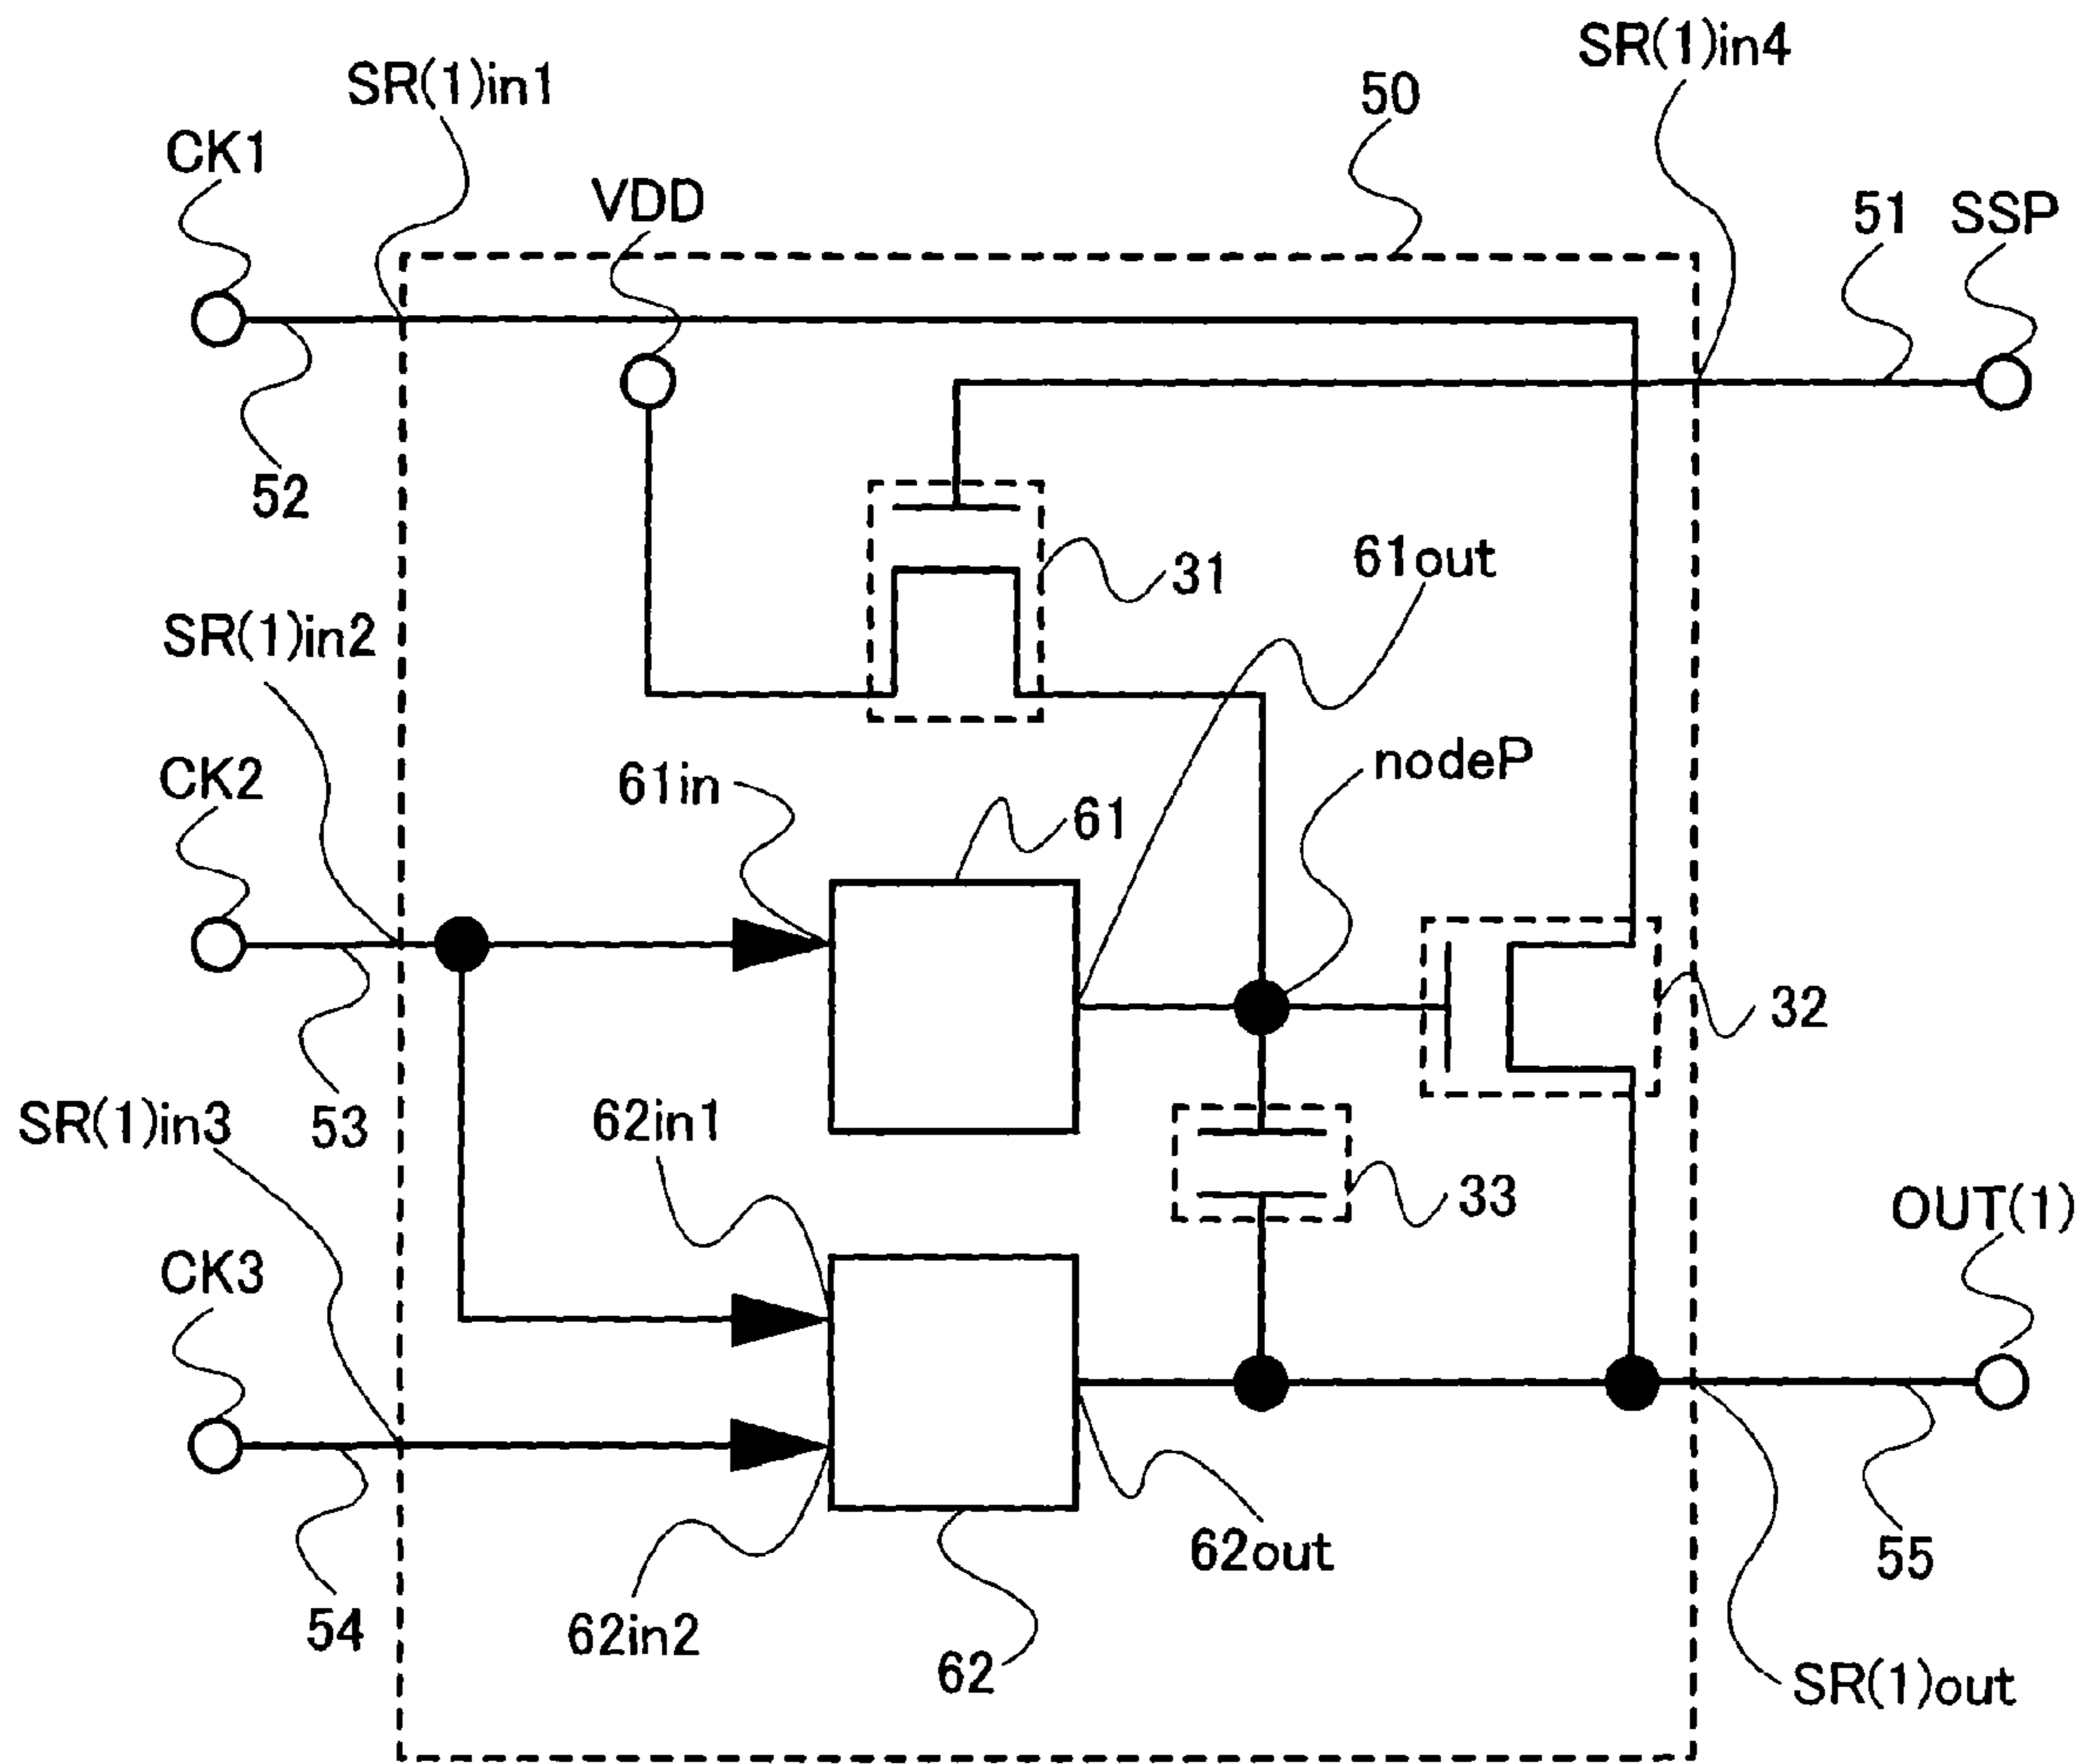 SR(1)in4
SR(1)in1
50
CK1
VDD
51
SSP
52
61out
31
SR(1)in2
nodeP
CK2
61in
61
32
SR(1)in3
53
62in1
33
OUT(1)
CK3
62out
55
54
62in2
62
SR(1)out